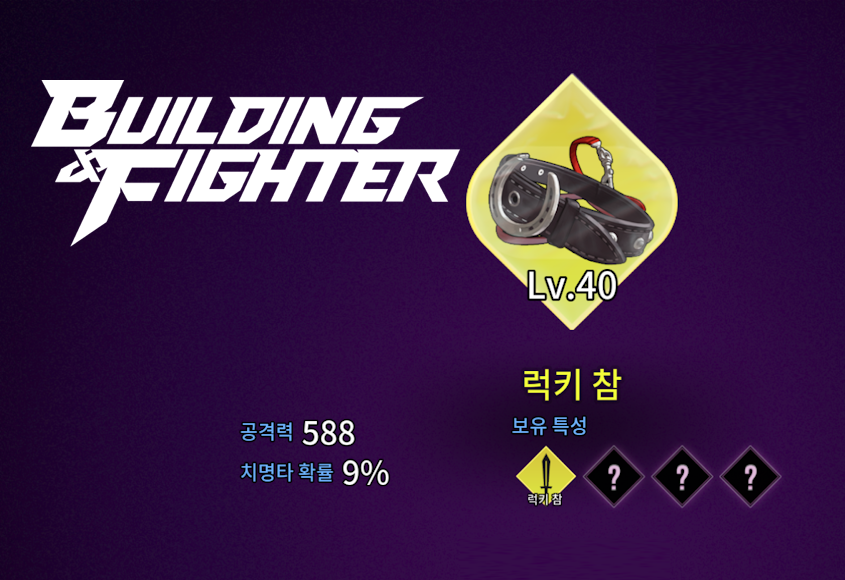 BUILDING
& FIGHTER
Lv.40
럭키 참
공격력 588
치명타 확률 9%
보유 특성
럭키 참
?
?
?